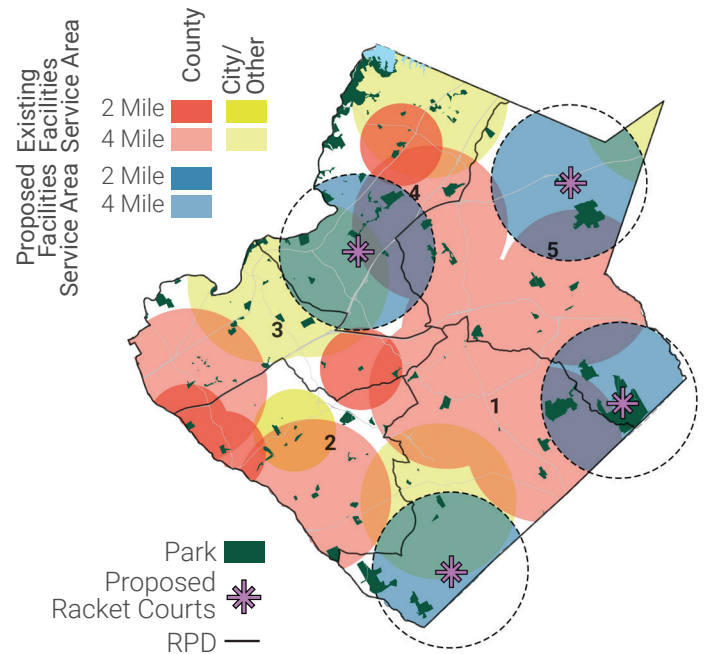 Existing
Facilities
Service Area
Proposed
Facilities
Service Area
County
City/
Other
2 Mile
4 Mile
2 Mile
4 Mile
4
5
3
1
2
Park
Proposed
Racket Courts
RPD